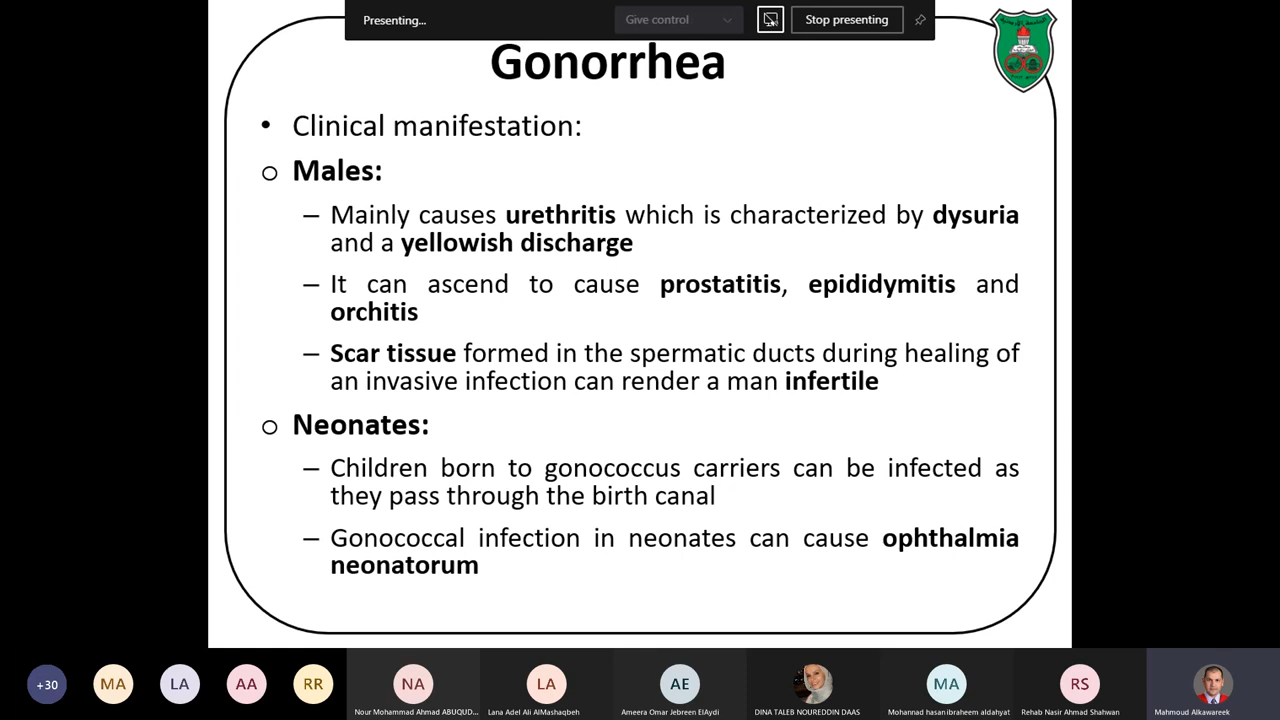 Presenting...
Give control
Stop presenting
Gonorrhea
• Clinical manifestation:
o Males:
– Mainly causes urethritis which is characterized by dysuria
and a yellowish discharge
– It can ascend to cause prostatitis, epididymitis and
orchitis
– Scar tissue formed in the spermatic ducts during healing of
an invasive infection can render a man infertile
o Neonates:
– Children born to gonococcus carriers can be infected as
they pass through the birth canal
– Gonococcal infection in neonates can cause ophthalmia
neonatorum
+30
MA
LA
AA
RR
NA
LA
AE
MA
RS
Nour Mohammad Ahmad ABUQUD...
Lana Adel Ali AlMashaqbeh
Ameera Omar Jebreen ElAydi
DINA TALEB NOUREDDIN DAAS
Mohannad hasan ibraheem aldahyat
Rehab Nasir Ahmad Shahwan
Mahmoud Alkawareek